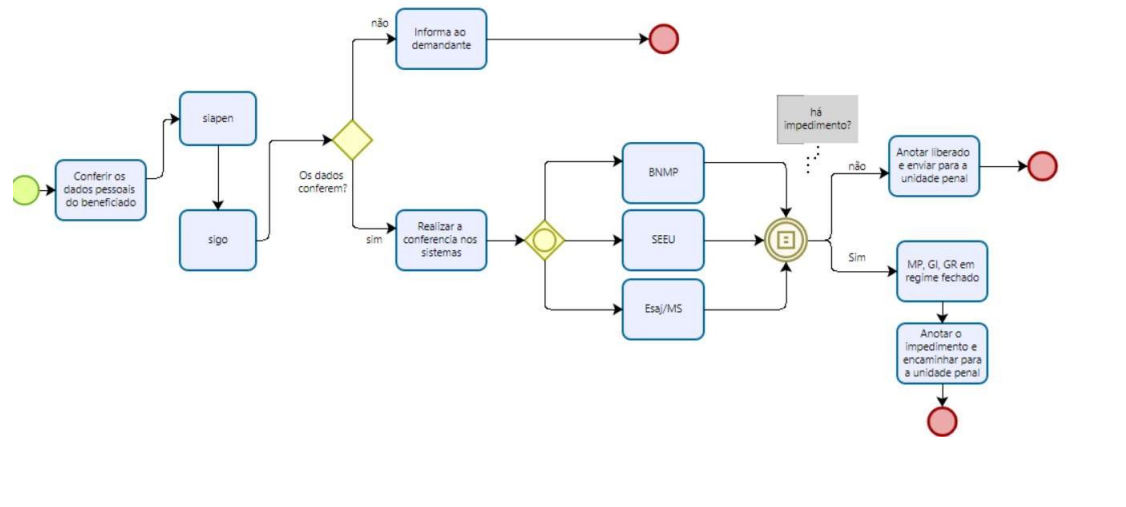 Conferir os
dados pessoais
do beneficiado
siapen
sigo
Os dados
conferem?
não
Informa ao
demandante
sim
Realizar a
conferencia nos
sistemas
BNMP
SEEU
Esaj/MS
há
impedimento?
não
Anotar liberado
e enviar para a
unidade penal
Sim
MP, GI, GR em
regime fechado
Anotar o
impedimento e
encaminhar para
a unidade penal